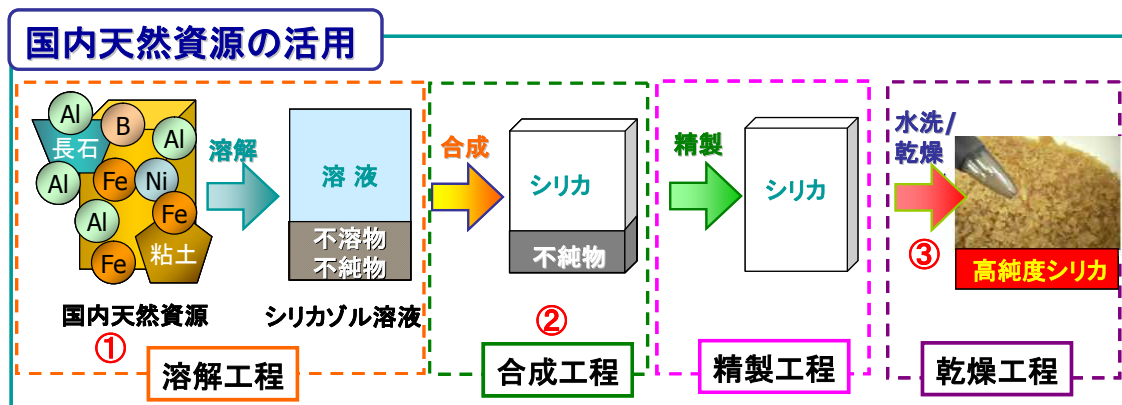 国内天然資源の活用
Al
B
Al
長石
Al
Fe
Ni
Al
Fe
Fe
粘土
国内天然資源
①
溶解
溶 液
不溶物
不純物
シリカゾル溶液
溶解工程
合成
シリカ
不純物
②
合成工程
精製
シリカ
精製工程
水洗/
乾燥
③
高純度シリカ
乾燥工程